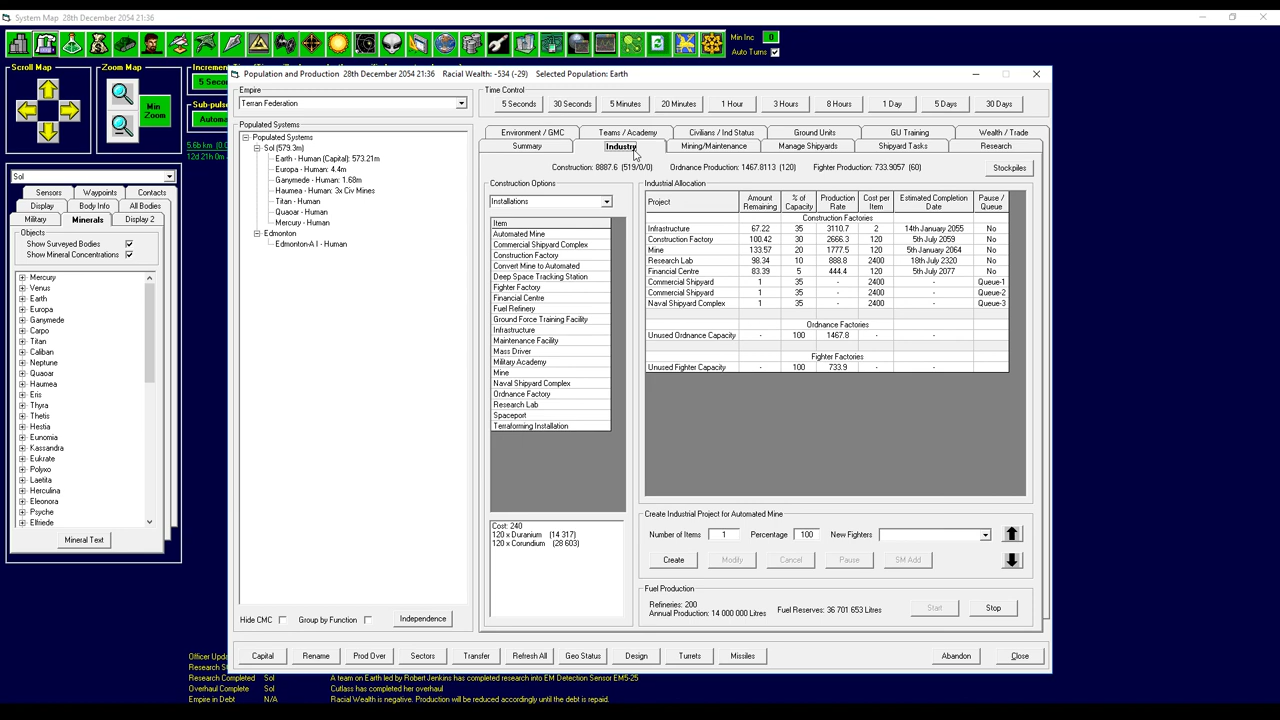 System Map 28th December 2054 21:36
Min Inc 0
Auto Turns
Scroll Map
Zoom Map
Min Zoom
5 Seco
Sub-puls
Automa
5.6b km
12d 21h
Sol
Sensors Waypoints Contacts
Display Body Info All Bodies
Military Minerals Display 2
Objects
Show Surveyed Bodies
Show Mineral Concentrations
Mercury
Venus
Earth
Europa
Ganymede
Carpo
Titan
Caliban
Neptune
Quaoar
Haumea
Eris
Thyra
Thetis
Hestia
Eunomia
Kassandra
Eukrate
Polyxo
Laetita
Herculina
Eleonora
Psyche
Elfriede
Mineral Text
Population and Production 28th December 2054 21:36 Racial Wealth: -534 (-29) Selected Population: Earth
Empire
Terran Federation
Populated Systems
Populated Systems
Sol (579.3m)
Earth - Human (Capital): 573.21m
Europa - Human: 4.4m
Ganymede - Human: 1.68m
Haumea - Human: 3x Civ Mines
Titan - Human
Quaoar - Human
Mercury - Human
Edmonton
Edmonton-A I - Human
Hide CMC Group by Function Independence
Time Control
5 Seconds 30 Seconds 5 Minutes 20 Minutes 1 Hour 3 Hours 8 Hours 1 Day 5 Days 30 Days
Environment / GMC Teams / Academy Civilians / Ind Status Ground Units GU Training Wealth / Trade
Summary Industry Mining/Maintenance Manage Shipyards Shipyard Tasks Research
Construction: 8887.6 (519/0/0) Ordnance Production: 1467.8113 (120) Fighter Production: 733.9057 (60) Stockpiles
Construction Options
Installations
Item
Automated Mine
Commercial Shipyard Complex
Construction Factory
Convert Mine to Automated
Deep Space Tracking Station
Fighter Factory
Financial Centre
Fuel Refinery
Ground Force Training Facility
Infrastructure
Maintenance Facility
Mass Driver
Military Academy
Mine
Naval Shipyard Complex
Ordnance Factory
Research Lab
Spaceport
Terraforming Installation
Cost: 240
120 x Duranium (14 317)
120 x Corundium (28 603)
Industrial Allocation
Project Amount Remaining % of Capacity Production Rate Cost per Item Estimated Completion Date Pause / Queue
Construction Factories
Infrastructure 67.22 35 3110.7 2 14th January 2055 No
Construction Factory 100.42 30 2666.3 120 5th July 2059 No
Mine 133.57 20 1777.5 120 5th May 2064 No
Research Lab 98.34 10 888.8 2400 18th July 2320 No
Financial Centre 83.39 5 444.4 120 5th July 2077 No
Commercial Shipyard 1 35 - 2400 - Queue-1
Commercial Shipyard 1 35 - 2400 - Queue-2
Naval Shipyard Complex 1 35 - 2400 - Queue-3
Ordnance Factories
Unused Ordnance Capacity - 100 1467.8 - -
Fighter Factories
Unused Fighter Capacity - 100 733.9 - -
Create Industrial Project for Automated Mine
Number of Items 1 Percentage 100 New Fighters
Create Modify Cancel Pause SM Add
Fuel Production
Refineries: 200
Annual Production: 14 000 000 Litres
Fuel Reserves: 36 701 653 Litres
Start Stop
Capital Rename Prod Over Sectors Transfer Refresh All Geo Status Design Turrets Missiles Abandon Close
Officer Upda
Research S
Research Completed Sol A team on Earth led by Robert Jenkins has completed research into EM Detection Sensor EM5-25
Overhaul Complete Sol Cutlass has completed her overhaul
Empire in Debt N/A Racial Wealth is negative. Production will be reduced accordingly until the debt is repaid.